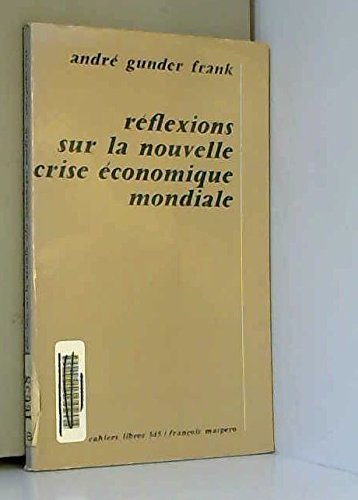 andré gunder frank
réflexions
sur la nouvelle
crise économique
mondiale
cahiers libres 345 / françois maspero